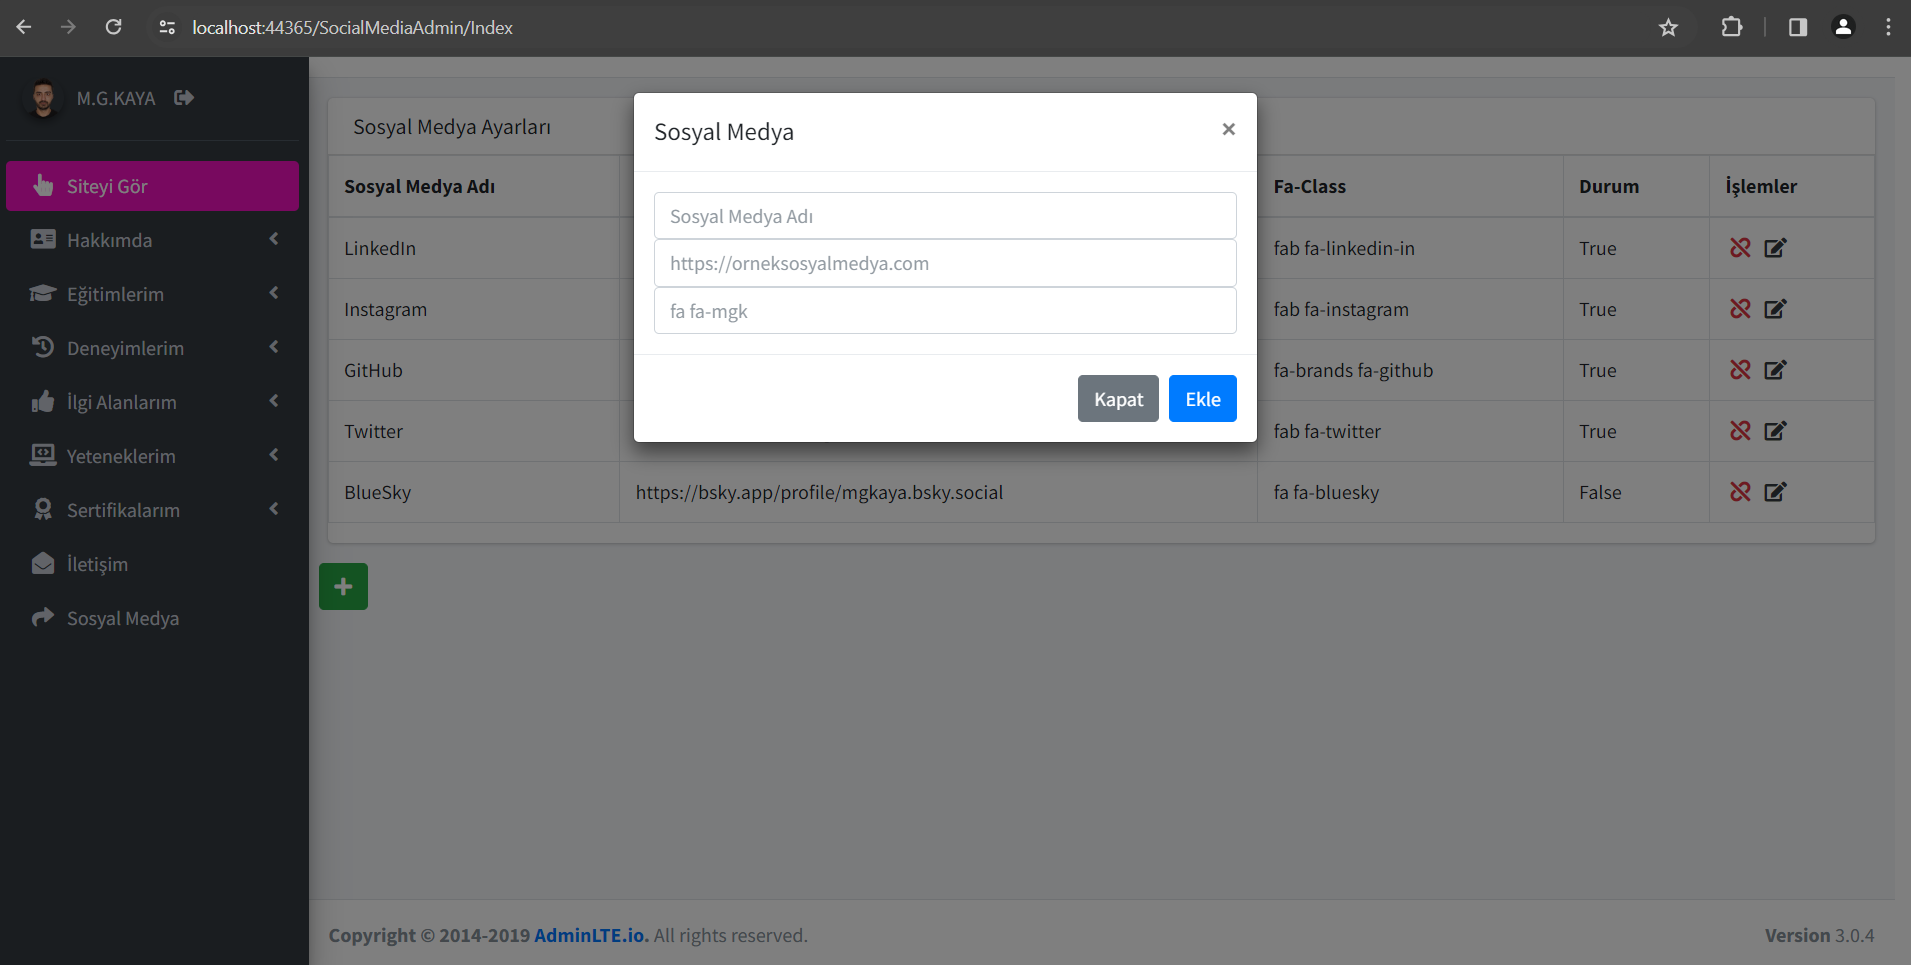 localhost:44365/SocialMediaAdmin/Index
M.G.KAYA
Siteyi Gör
Hakkımda
Eğitimlerim
Deneyimlerim
İlgi Alanlarım
Yeteneklerim
Sertifikalarım
İletişim
Sosyal Medya
Sosyal Medya Ayarları
Sosyal Medya Adı Fa-Class Durum İşlemler
LinkedIn fab fa-linkedin-in True
Instagram fab fa-instagram True
GitHub fa-brands fa-github True
Twitter fab fa-twitter True
BlueSky https://bsky.app/profile/mgkaya.bsky.social fa fa-bluesky False
Sosyal Medya ×
Sosyal Medya Adı
https://orneksosyalmedya.com
fa fa-mgk
Kapat Ekle
Copyright © 2014-2019 AdminLTE.io. All rights reserved.
Version 3.0.4